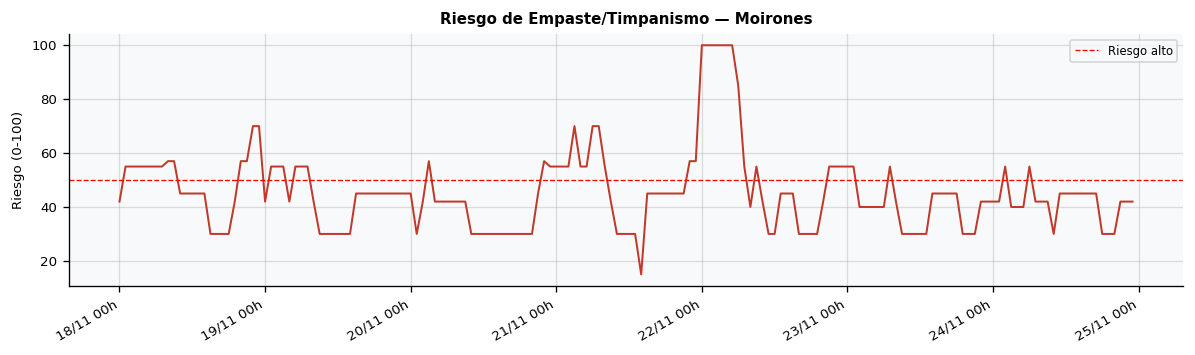 Riesgo de Empaste/Timpanismo — Moirones
Riesgo alto
Riesgo (0-100)
100
80
60
40
20
18/11 00h
19/11 00h
20/11 00h
21/11 00h
22/11 00h
23/11 00h
24/11 00h
25/11 00h